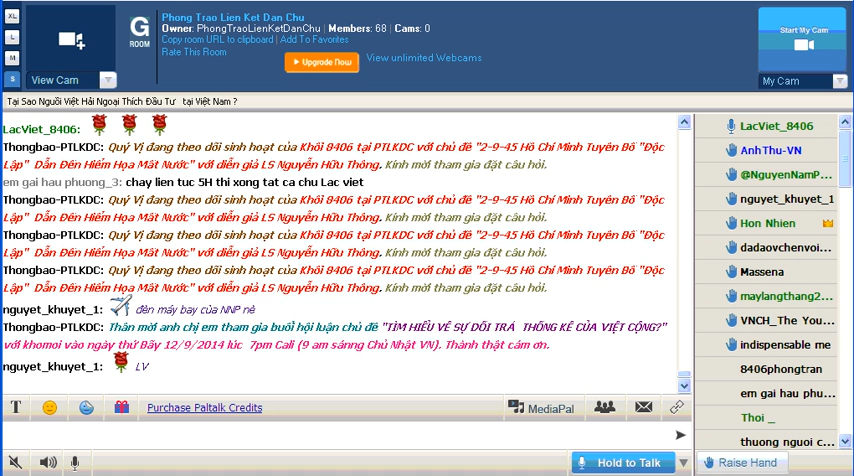 XL
L
M
S
View Cam
G
ROOM
Phong Trao Lien Ket Dan Chu
Owner: PhongTraoLienKetDanChu | Members: 68 | Cams: 0
Copy room URL to clipboard | Add To Favorites
Rate This Room
Upgrade Now
View unlimited Webcams
Start My Cam
My Cam
Tại Sao Người Việt Hải Ngoại Thích Đầu Tư tại Việt Nam ?
LacViet_8406:
Thongbao-PTLKDC: Quý Vị đang theo dõi sinh hoạt của Khối 8406 tại PTLKDC với chủ đề "2-9-45 Hồ Chí Minh Tuyên Bố "Độc
Lập" Dẫn Đến Hiểm Họa Mất Nước" với diễn giả LS Nguyễn Hữu Thống. Kính mời tham gia đặt câu hỏi.
em gai hau phuong_3: chay lien tuc 5H thi xong tat ca chu Lac viet
Thongbao-PTLKDC: Quý Vị đang theo dõi sinh hoạt của Khối 8406 tại PTLKDC với chủ đề "2-9-45 Hồ Chí Minh Tuyên Bố "Độc
Lập" Dẫn Đến Hiểm Họa Mất Nước" với diễn giả LS Nguyễn Hữu Thống. Kính mời tham gia đặt câu hỏi.
Thongbao-PTLKDC: Quý Vị đang theo dõi sinh hoạt của Khối 8406 tại PTLKDC với chủ đề "2-9-45 Hồ Chí Minh Tuyên Bố "Độc
Lập" Dẫn Đến Hiểm Họa Mất Nước" với diễn giả LS Nguyễn Hữu Thống. Kính mời tham gia đặt câu hỏi.
Thongbao-PTLKDC: Quý Vị đang theo dõi sinh hoạt của Khối 8406 tại PTLKDC với chủ đề "2-9-45 Hồ Chí Minh Tuyên Bố "Độc
Lập" Dẫn Đến Hiểm Họa Mất Nước" với diễn giả LS Nguyễn Hữu Thống. Kính mời tham gia đặt câu hỏi.
nguyet_khuyet_1: đèn máy bay của NNP nè
Thongbao-PTLKDC: Thân mời anh chị em tham gia buổi hội luận chủ đề "TÌM HIỂU VỀ SỰ DỐI TRÁ THỐNG KÊ CỦA VIỆT CỘNG?"
với khomoi vào ngày thứ Bãy 12/9/2014 lúc 7pm Cali (9 am sánng Chủ Nhật VN). Thành thật cám ơn.
nguyet_khuyet_1: LV
LacViet_8406
AnhThu-VN
@NguyenNamP...
nguyet_khuyet_1
Hon Nhien
dadaovchenvoi...
Massena
maylangthang2...
VNCH_The You...
indispensable me
8406phongtran
em gai hau phu...
Thoi _
thuong nguoi c...
T
Purchase Paltalk Credits
MediaPal
Hold to Talk
Raise Hand